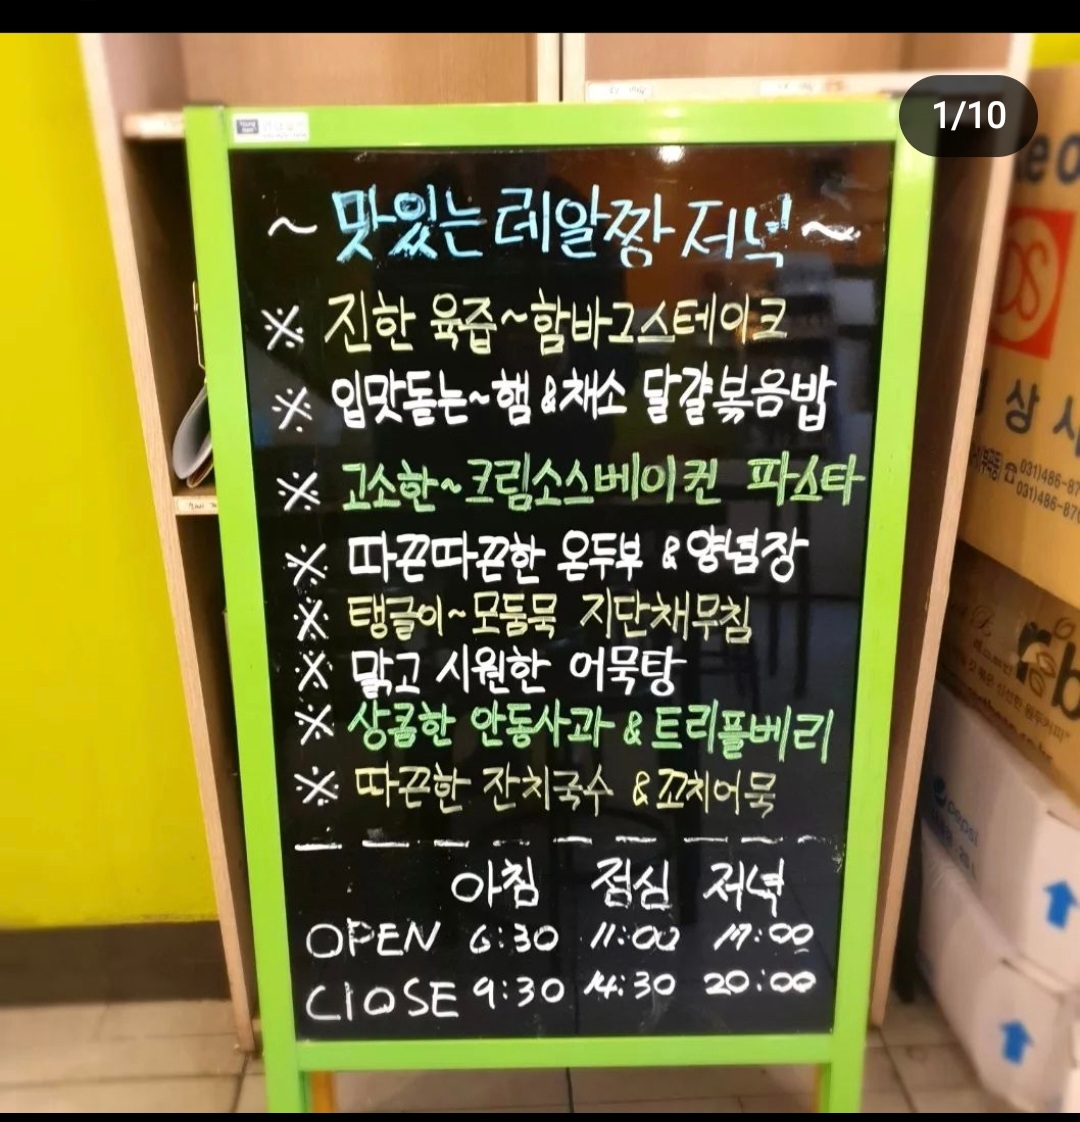 1/10
~ 맛있는 레알짱 저녁 ~
※ 진한 육즙~함바그스테이크
※ 입맛돋는~햄&채소 달걀볶음밥
※ 고소한~크림소스베이컨 파스타
※ 따끈따끈한 온두부 & 양념장
※ 탱글이~모둠묵 지단채무침
※ 맑고 시원한 어묵탕
※ 상큼한 안동사과 & 트리플베리
※ 따끈한 잔치국수 & 꼬치어묵
아침 점심 저녁
OPEN 6:30 11:00 17:00
ClOSE 9:30 14:30 20:00
상사
031)486-87
031)486-879
pepsi